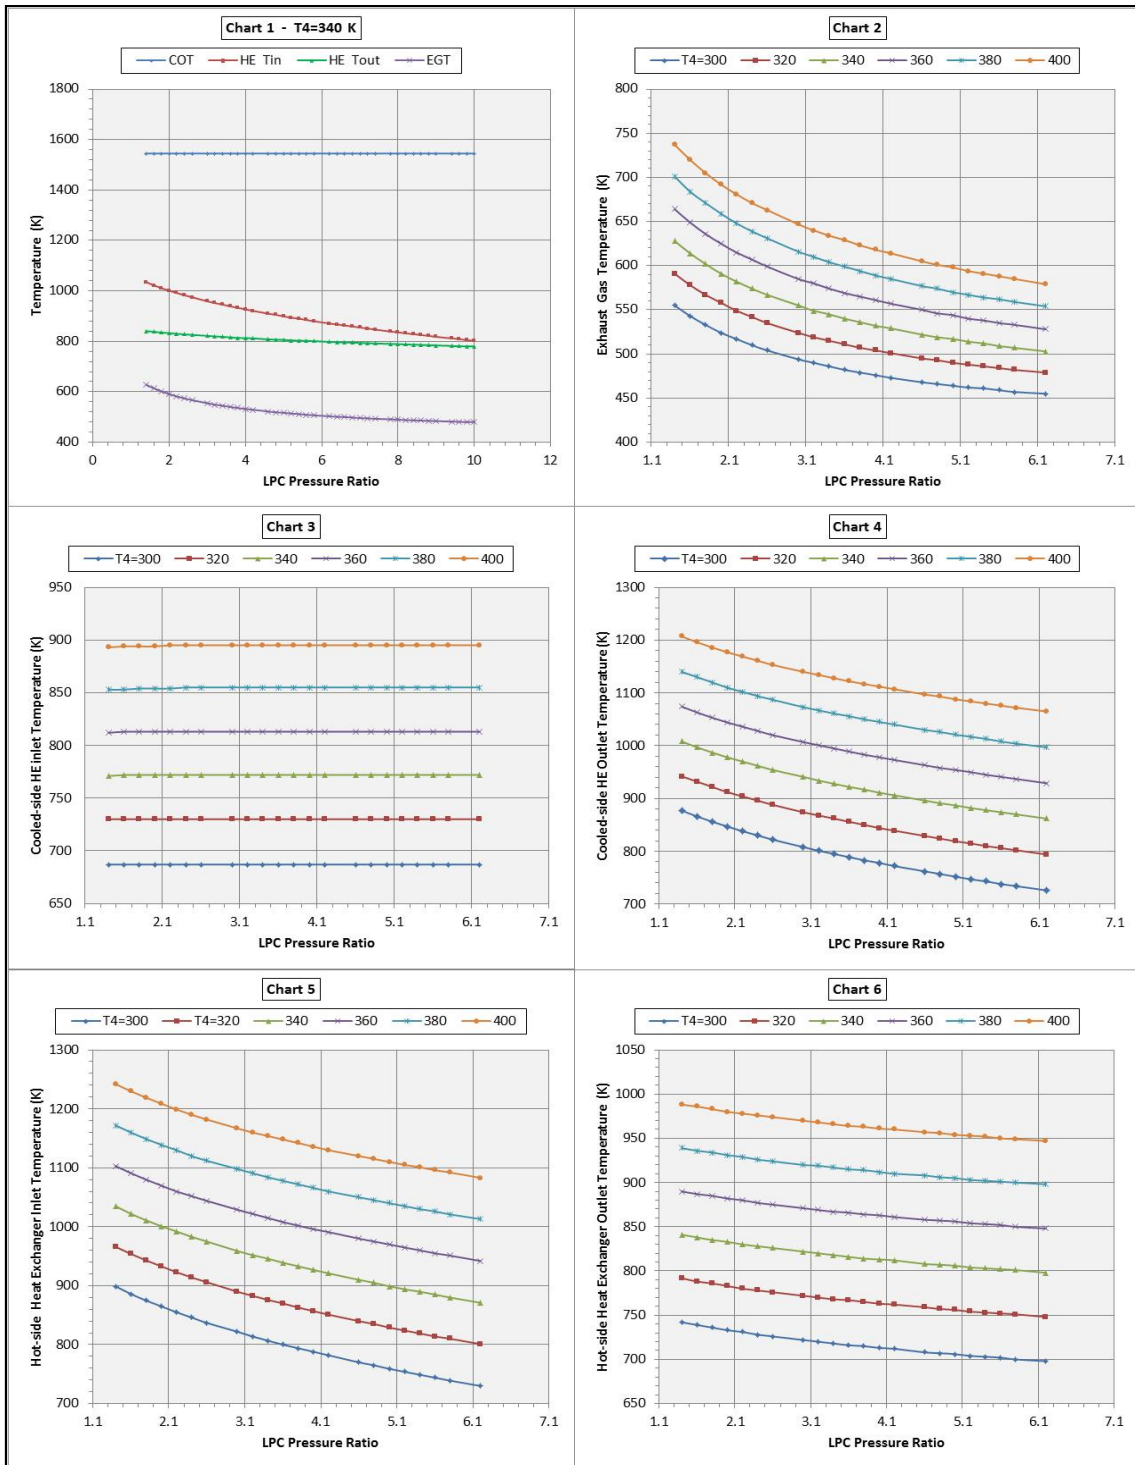 Chart 1 - T4=340 K
COT HE Tin HE Tout EGT
Temperature (K)
1800
1600
1400
1200
1000
800
600
400
0 2 4 6 8 10 12
LPC Pressure Ratio
Chart 2
T4=300 320 340 360 380 400
Exhaust Gas Temperature (K)
800
750
700
650
600
550
500
450
400
1.1 2.1 3.1 4.1 5.1 6.1 7.1
LPC Pressure Ratio
Chart 3
T4=300 320 340 360 380 400
Cooled-side HE inlet Temperature (K)
950
900
850
800
750
700
650
1.1 2.1 3.1 4.1 5.1 6.1 7.1
LPC Pressure Ratio
Chart 4
T4=300 320 340 360 380 400
Cooled-side HE Outlet Temperature (K)
1300
1200
1100
1000
900
800
700
1.1 2.1 3.1 4.1 5.1 6.1 7.1
LPC Pressure Ratio
Chart 5
T4=300 T4=320 340 360 380 400
Hot-side Heat Exchanger Inlet Temperature (K)
1300
1200
1100
1000
900
800
700
1.1 2.1 3.1 4.1 5.1 6.1 7.1
LPC Pressure Ratio
Chart 6
T4=300 320 340 360 380 400
Hot-side Heat Exchanger Outlet Temperature (K)
1050
1000
950
900
850
800
750
700
650
1.1 2.1 3.1 4.1 5.1 6.1 7.1
LPC Pressure Ratio